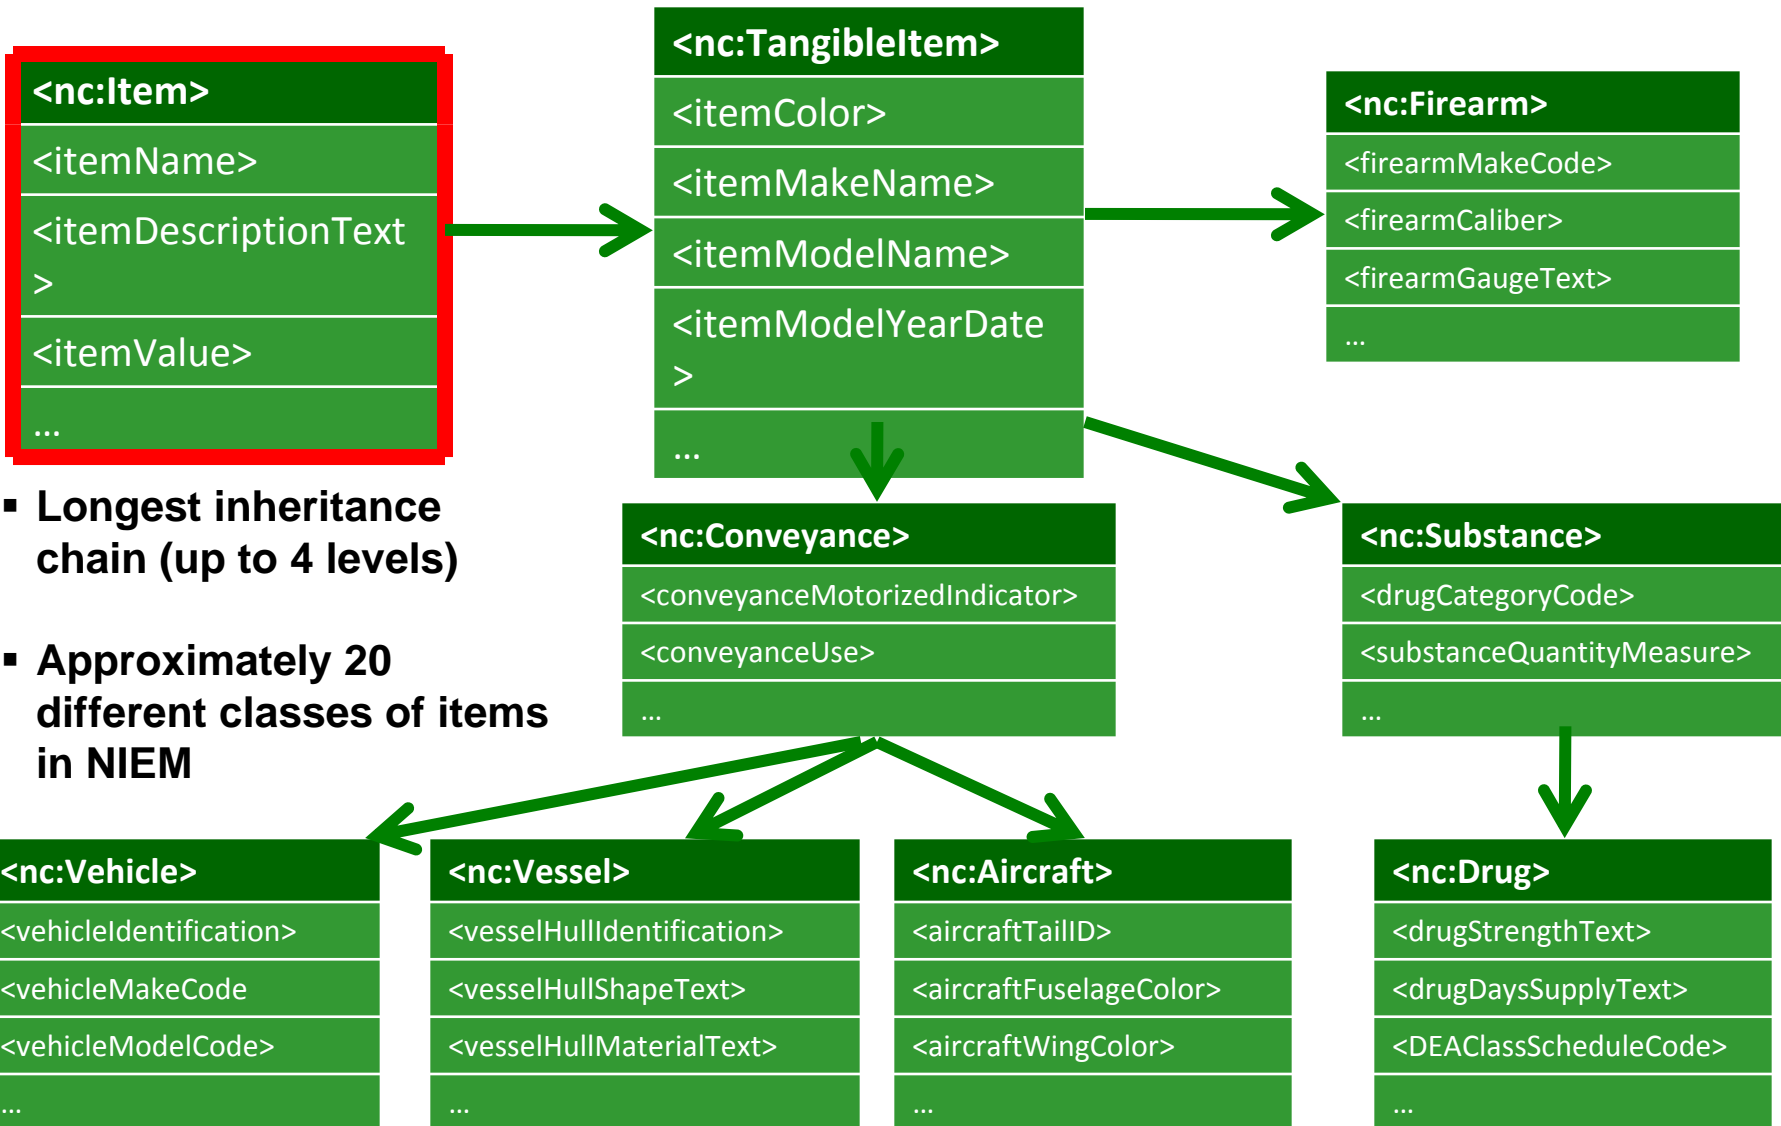 <nc:Item>
<itemName>
<itemDescriptionText
>
<itemValue>
...
<nc:TangibleItem>
<itemColor>
<itemMakeName>
<itemModelName>
<itemModelYearDate
>
...
<nc:Firearm>
<firearmMakeCode>
<firearmCaliber>
<firearmGaugeText>
...
▪ Longest inheritance
chain (up to 4 levels)
▪ Approximately 20
different classes of items
in NIEM
<nc:Conveyance>
<conveyanceMotorizedIndicator>
<conveyanceUse>
...
<nc:Substance>
<drugCategoryCode>
<substanceQuantityMeasure>
...
<nc:Vehicle>
<vehicleIdentification>
<vehicleMakeCode
<vehicleModelCode>
...
<nc:Vessel>
<vesselHullIdentification>
<vesselHullShapeText>
<vesselHullMaterialText>
...
<nc:Aircraft>
<aircraftTailID>
<aircraftFuselageColor>
<aircraftWingColor>
...
<nc:Drug>
<drugStrengthText>
<drugDaysSupplyText>
<DEAClassScheduleCode>
...